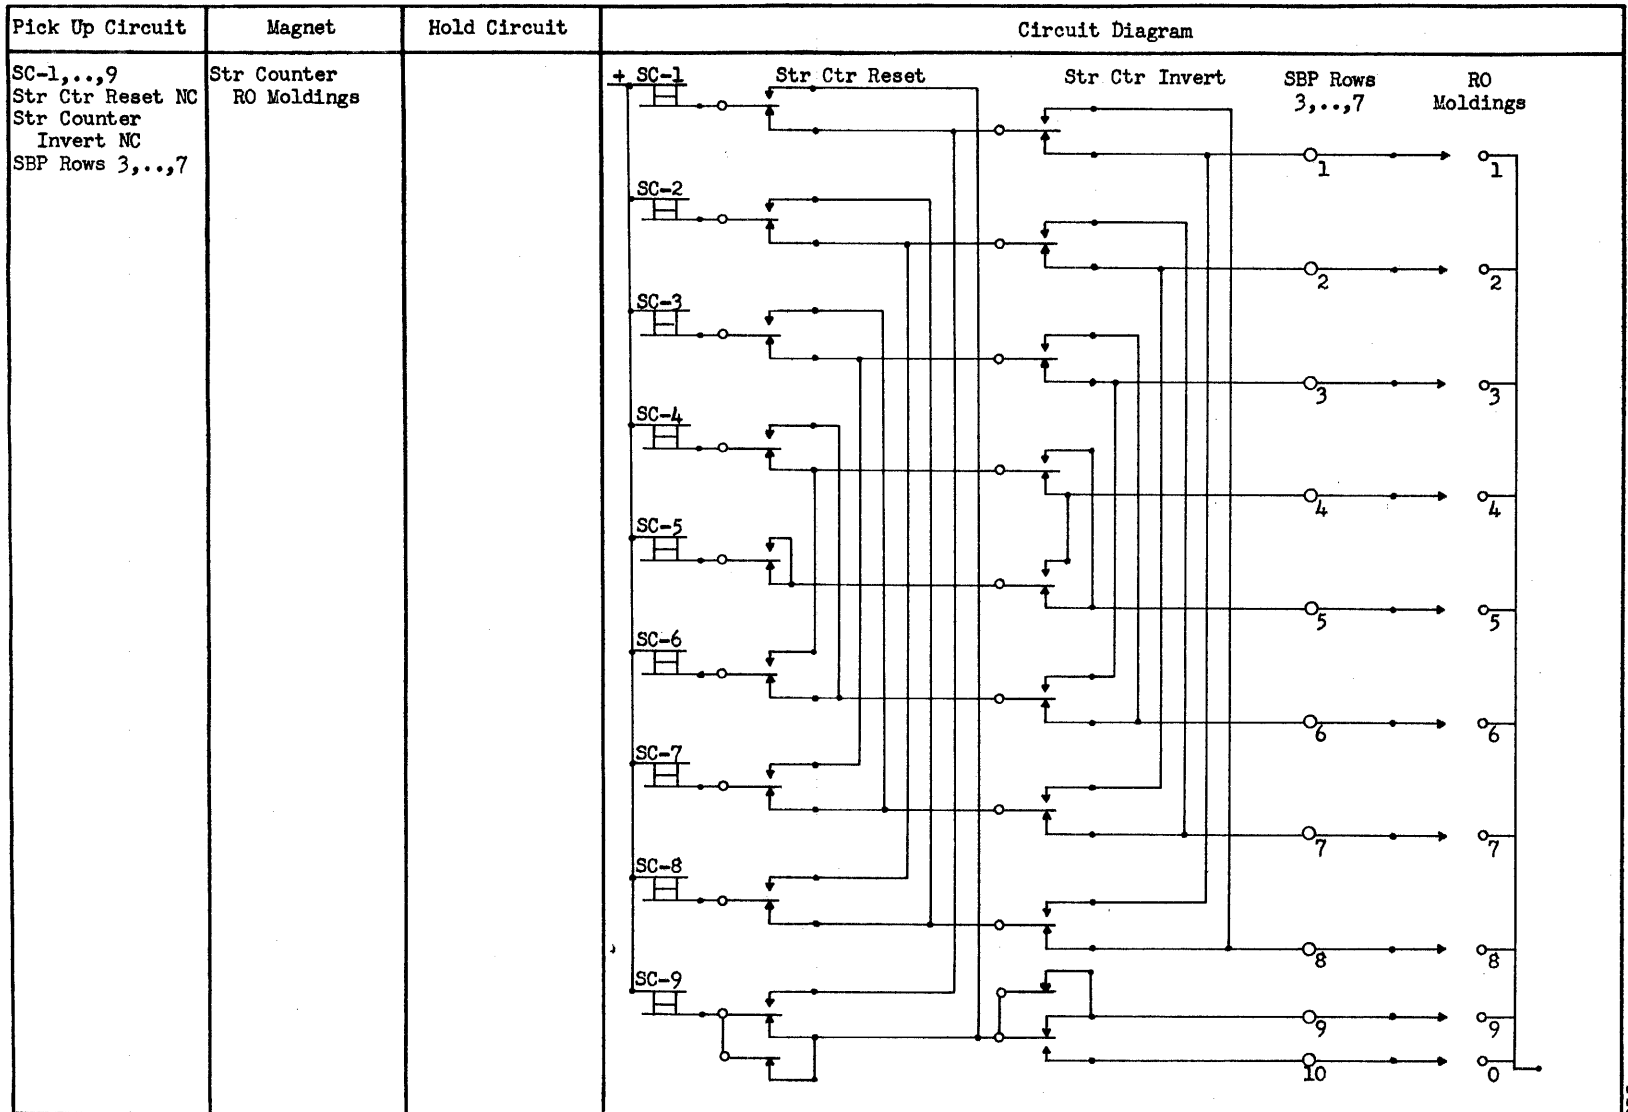 Pick Up Circuit
Magnet
Hold Circuit
Circuit Diagram
SC-1,..,9
Str Ctr Reset NC
Str Counter
Invert NC
SBP Rows 3,..,7
Str Counter
RO Moldings
+ SC-1
Str Ctr Reset
Str Ctr Invert
SBP Rows
3,..,7
RO
Moldings
1
1
SC-2
2
2
SC-3
3
3
SC-4
4
4
SC-5
5
5
SC-6
6
6
SC-7
7
7
SC-8
8
8
SC-9
9
9
10
0